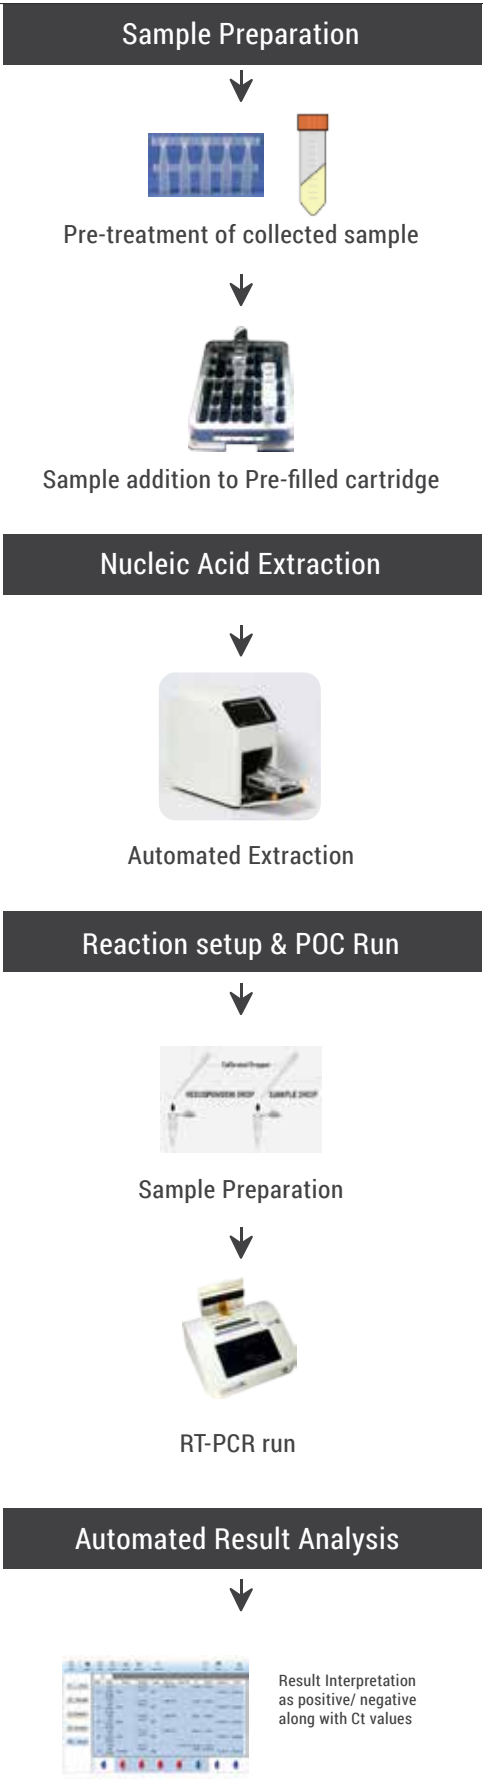 Sample Preparation
Pre-treatment of collected sample
Sample addition to Pre-filled cartridge
Nucleic Acid Extraction
Automated Extraction
Reaction setup & POC Run
Calibrated Dropper
RESUSPENSION DROP SAMPLE DROP
Sample Preparation
RT-PCR run
Automated Result Analysis
Result Interpretation
as positive/ negative
along with Ct values